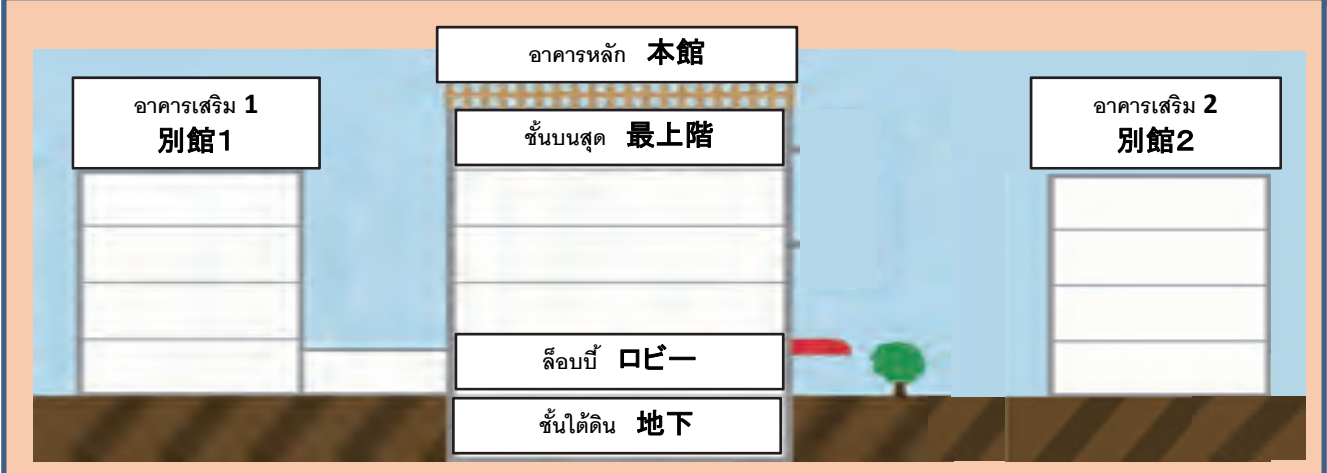 อาคารหลัก 本館
อาคารเสริม 1
別館1
ชั้นบนสุด 最上階
อาคารเสริม 2
別館2
ล็อบบี้ ロビー
ชั้นใต้ดิน 地下